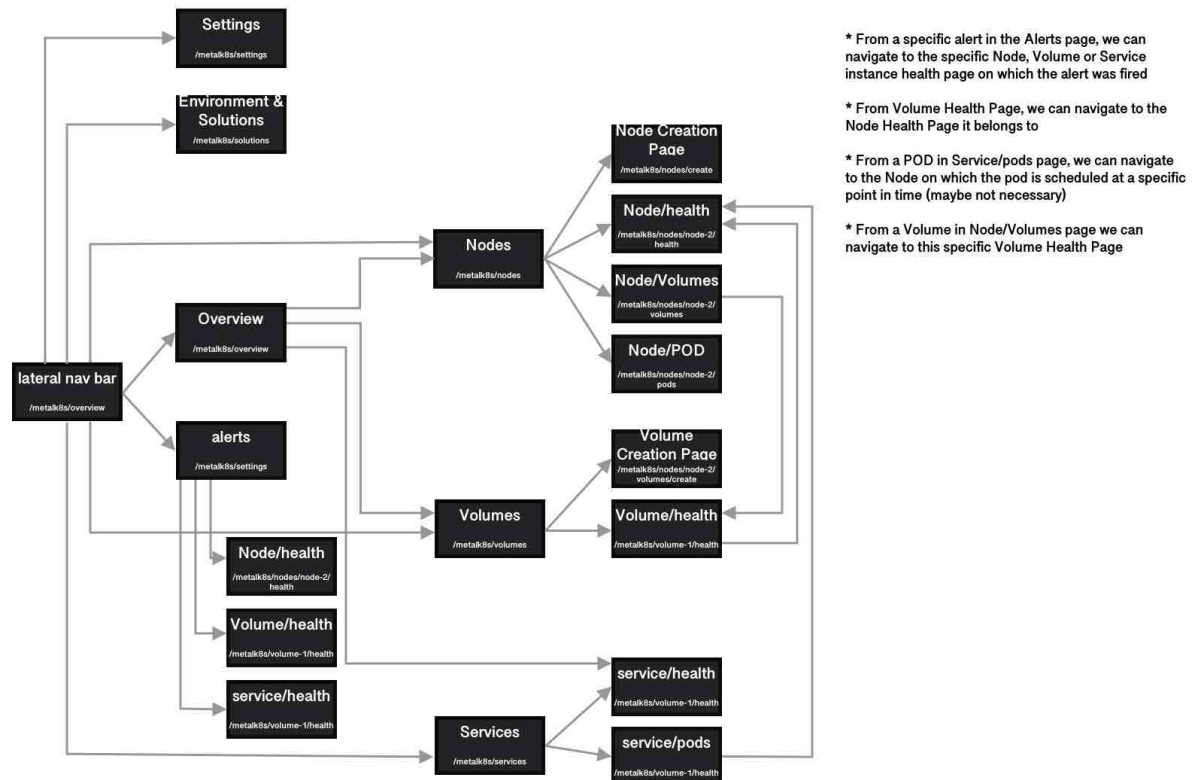 Settings
/metalk8s/settings
Environment &
Solutions
/metalk8s/solutions
lateral nav bar
/metalk8s/overview
Overview
/metalk8s/overview
alerts
/metalk8s/settings
Node/health
/metalk8s/nodes/node-2/
health
Volume/health
/metalk8s/volume-1/health
service/health
/metalk8s/volume-1/health
Nodes
/metalk8s/nodes
Volumes
/metalk8s/volumes
Services
/metalk8s/services
Node Creation
Page
/metalk8s/nodes/create
Node/health
/metalk8s/nodes/node-2/
health
Node/Volumes
/metalk8s/nodes/node-2/
volumes
Node/POD
/metalk8s/nodes/node-2/
pods
Volume
Creation Page
/metalk8s/nodes/node-2/
volumes/create
Volume/health
/metalk8s/volume-1/health
service/health
/metalk8s/volume-1/health
service/pods
/metalk8s/volume-1/health
* From a specific alert in the Alerts page, we can
navigate to the specific Node, Volume or Service
instance health page on which the alert was fired
* From Volume Health Page, we can navigate to the
Node Health Page it belongs to
* From a POD in Service/pods page, we can navigate
to the Node on which the pod is scheduled at a specific
point in time (maybe not necessary)
* From a Volume in Node/Volumes page we can
navigate to this specific Volume Health Page